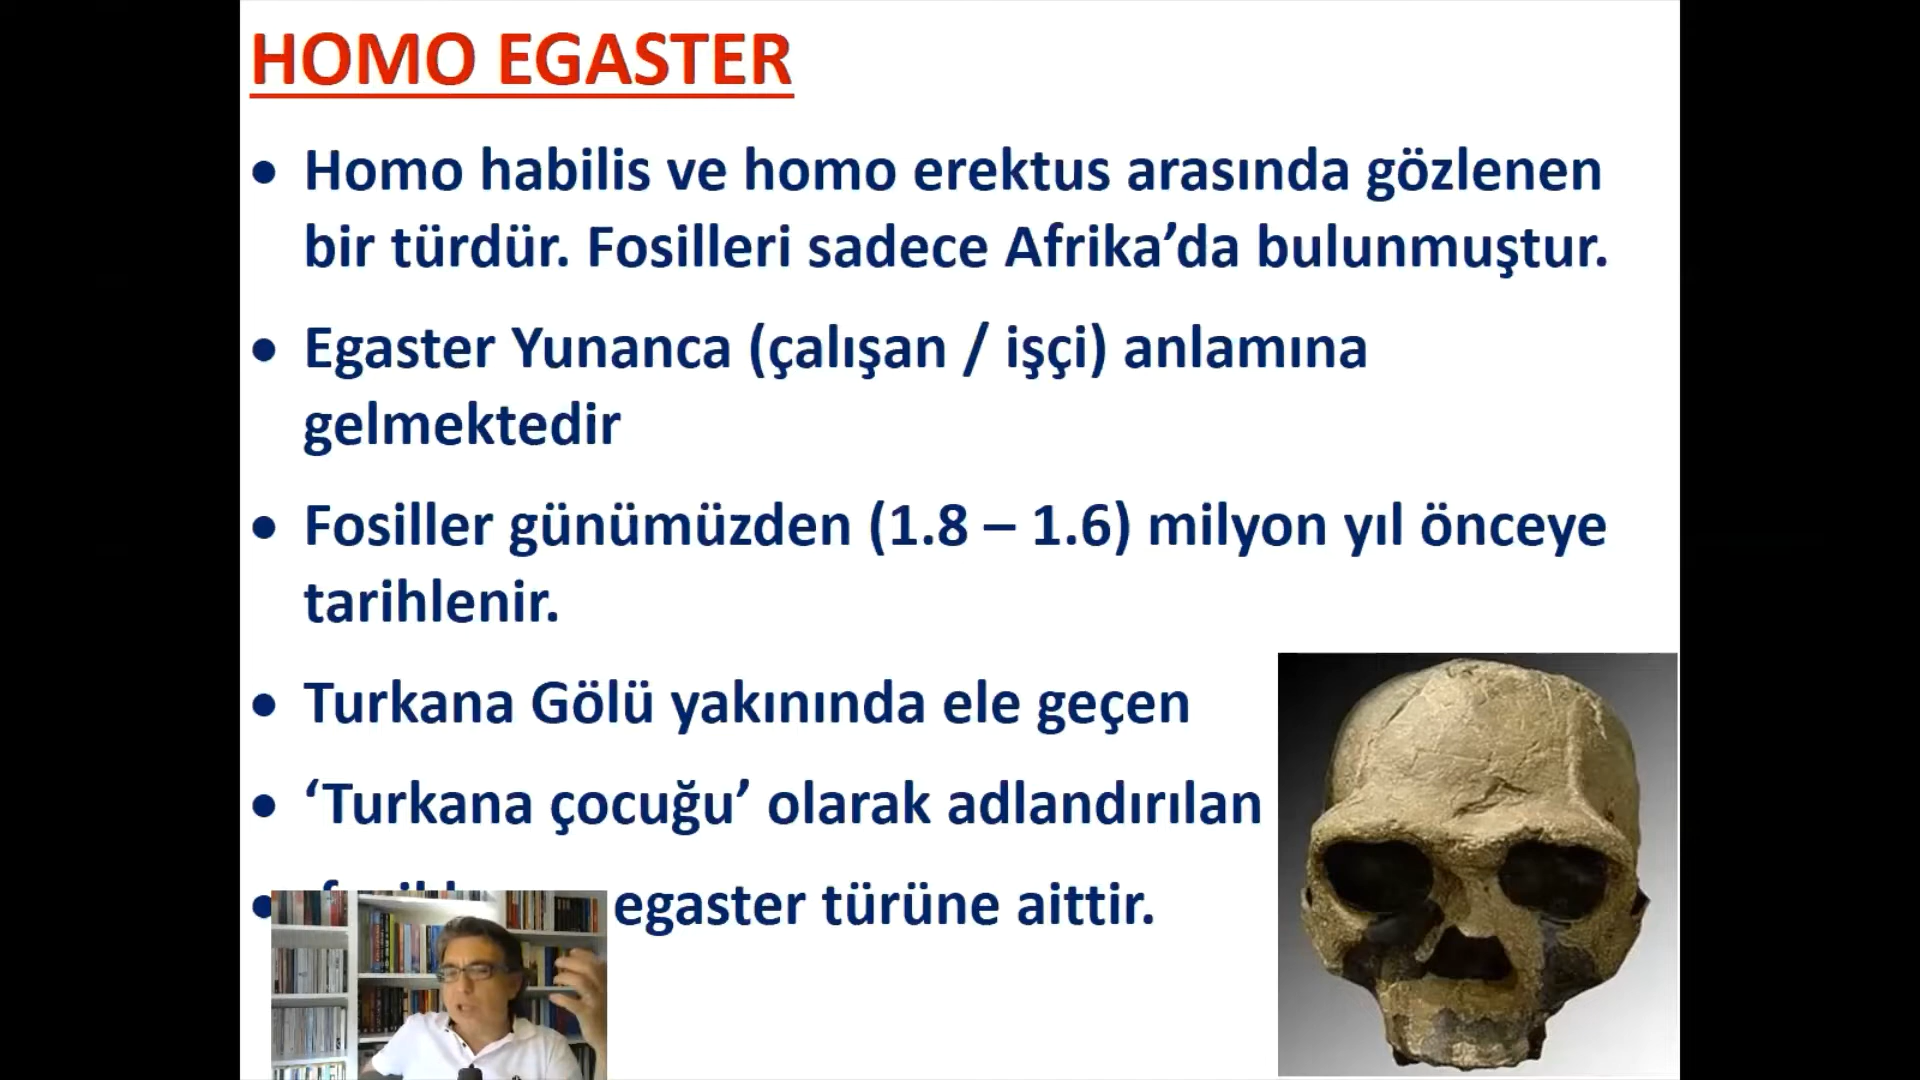 HOMO EGASTER
• Homo habilis ve homo erektus arasında gözlenen
bir türdür. Fosilleri sadece Afrika’da bulunmuştur.
• Egaster Yunanca (çalışan / işçi) anlamına
gelmektedir
• Fosiller günümüzden (1.8 – 1.6) milyon yıl önceye
tarihlenir.
• Turkana Gölü yakınında ele geçen
• ‘Turkana çocuğu’ olarak adlandırılan
• egaster türüne aittir.